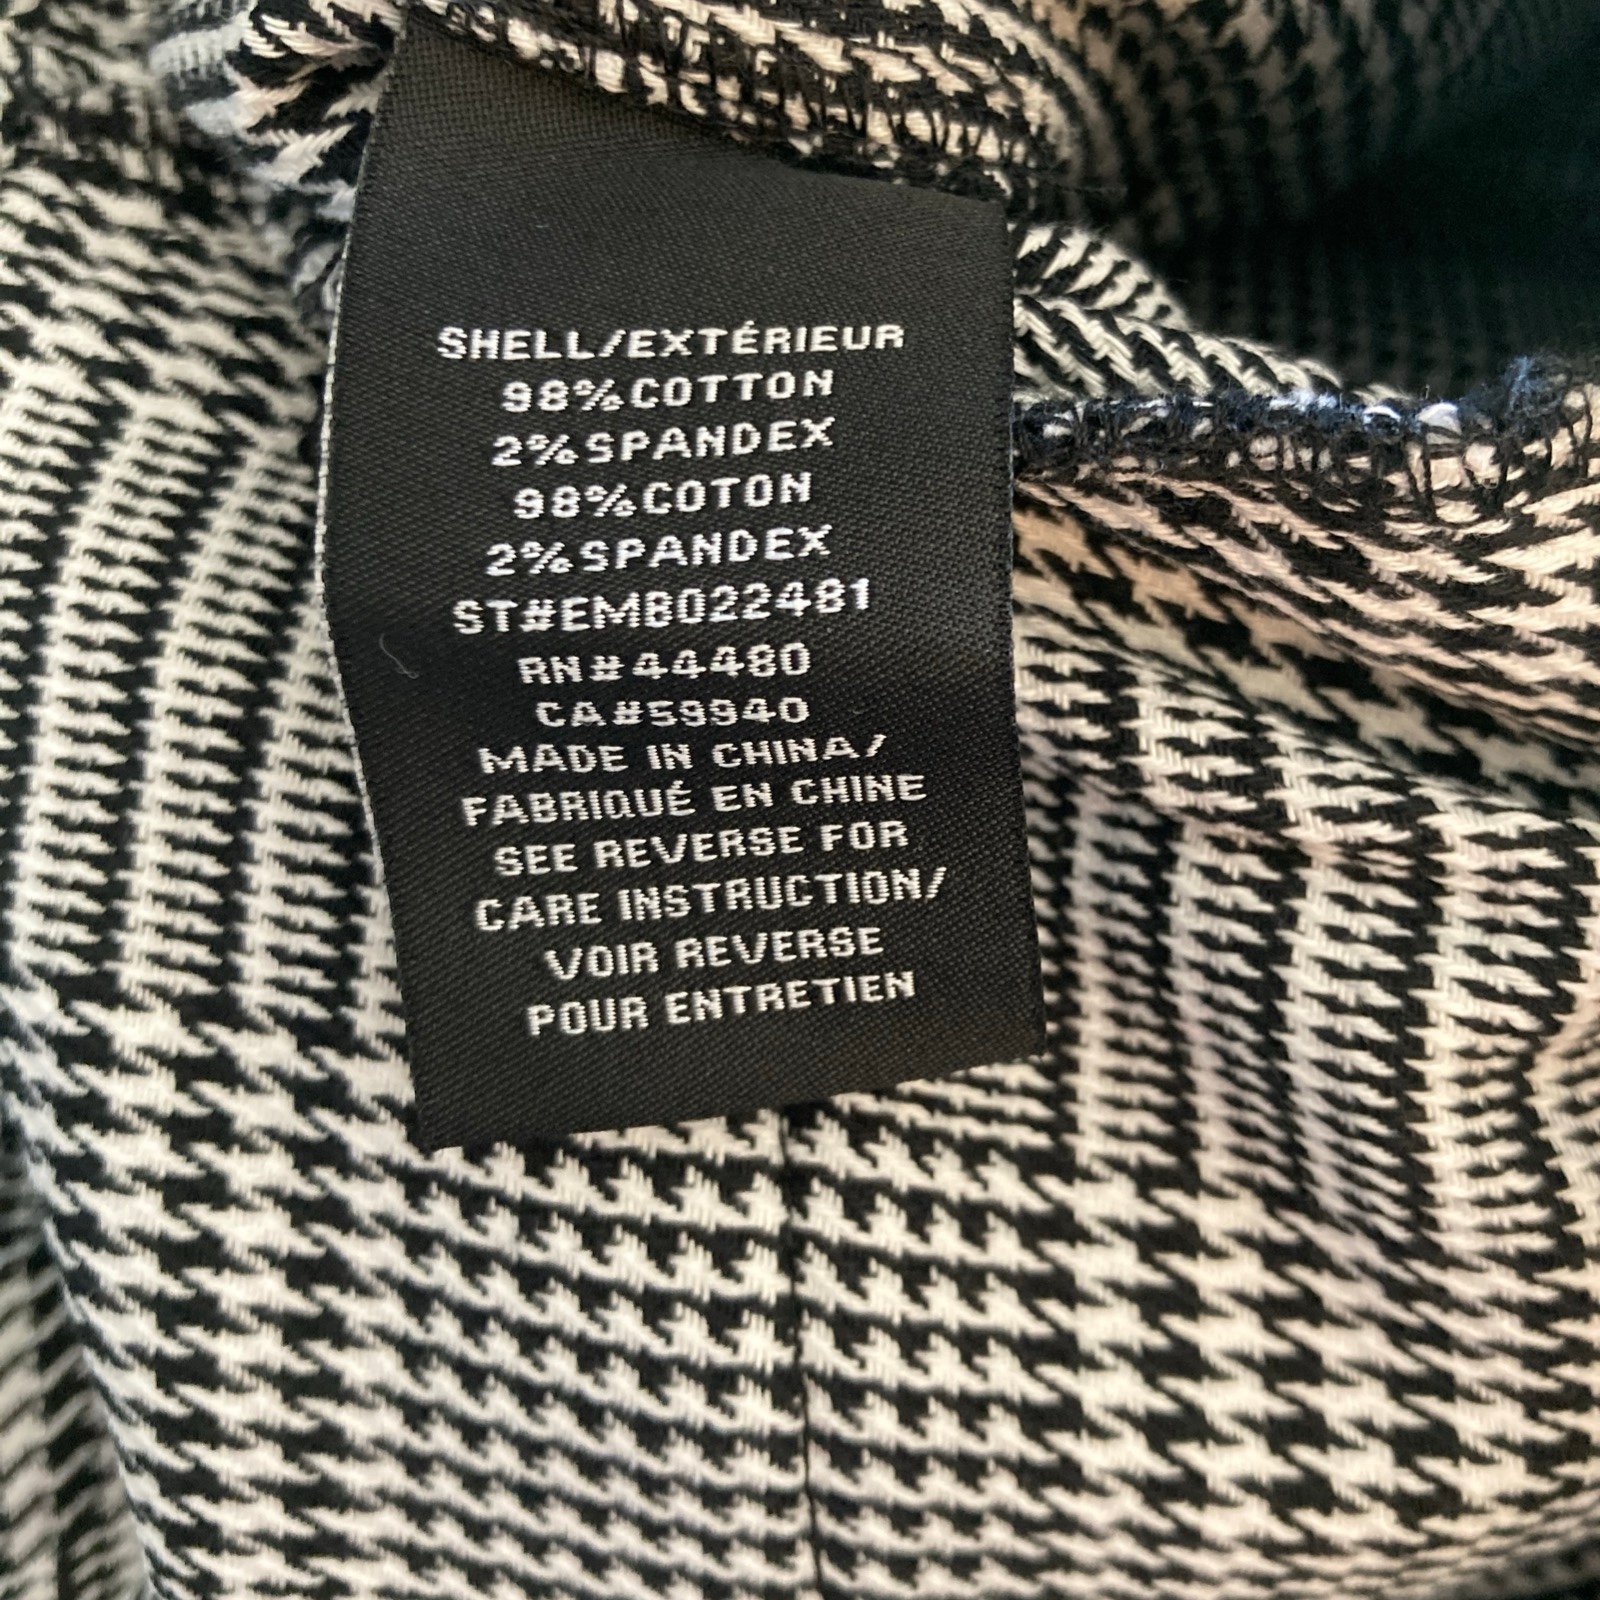 SHELL/EXTÉRIEUR
98%COTTON
2%SPANDEX
98%COTON
2%SPANDEX
ST#EM8022481
RN#44480
CA#59940
MADE IN CHINA/
FABRIQUÉ EN CHINE
SEE REVERSE FOR
CARE INSTRUCTION/
VOIR REVERSE
POUR ENTRETIEN